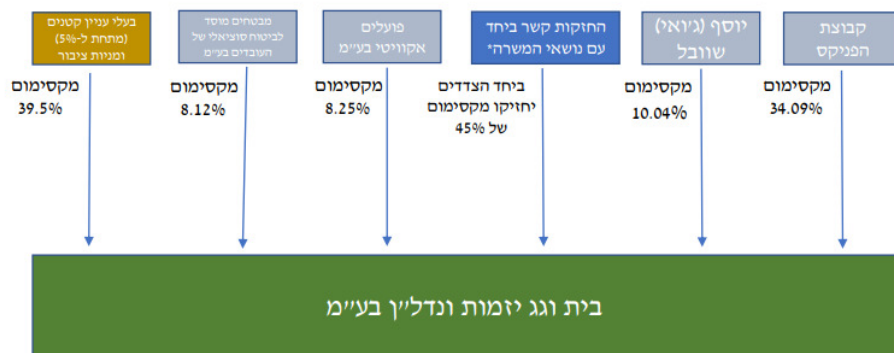 קבוצת
הפניקס
יוסף (ג'ואי)
שוובל
החזקות קשר ביחד
עם נושאי המשרה*
פועלים
אקוויטי בע"מ
מבטחים מוסד
לביטוח סוציאלי של
העובדים בע"מ
בעלי עניין קטנים
(מתחת ל-5%)
ומניות ציבור
מקסימום
34.09%
מקסימום
10.04%
ביחד הצדדים
יחזיקו מקסימום
של 45%
מקסימום
8.25%
מקסימום
8.12%
מקסימום
39.5%
בית וגג יזמות ונדל"ן בע"מ